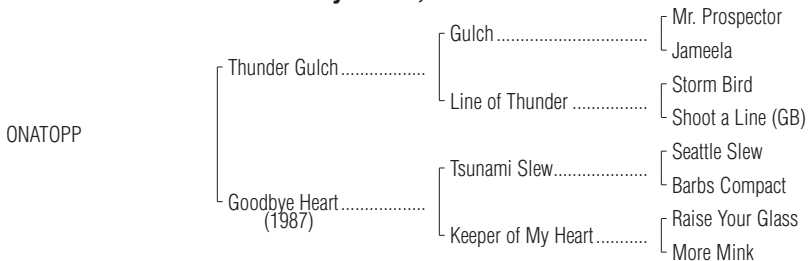 Mr. Prospector
Gulch ................................
Jameela
Thunder Gulch ..................
Storm Bird
Line of Thunder ................
Shoot a Line (GB)
ONATOPP
Seattle Slew
Tsunami Slew....................
Barbs Compact
Goodbye Heart ..................
(1987)
Raise Your Glass
Keeper of My Heart...........
More Mink